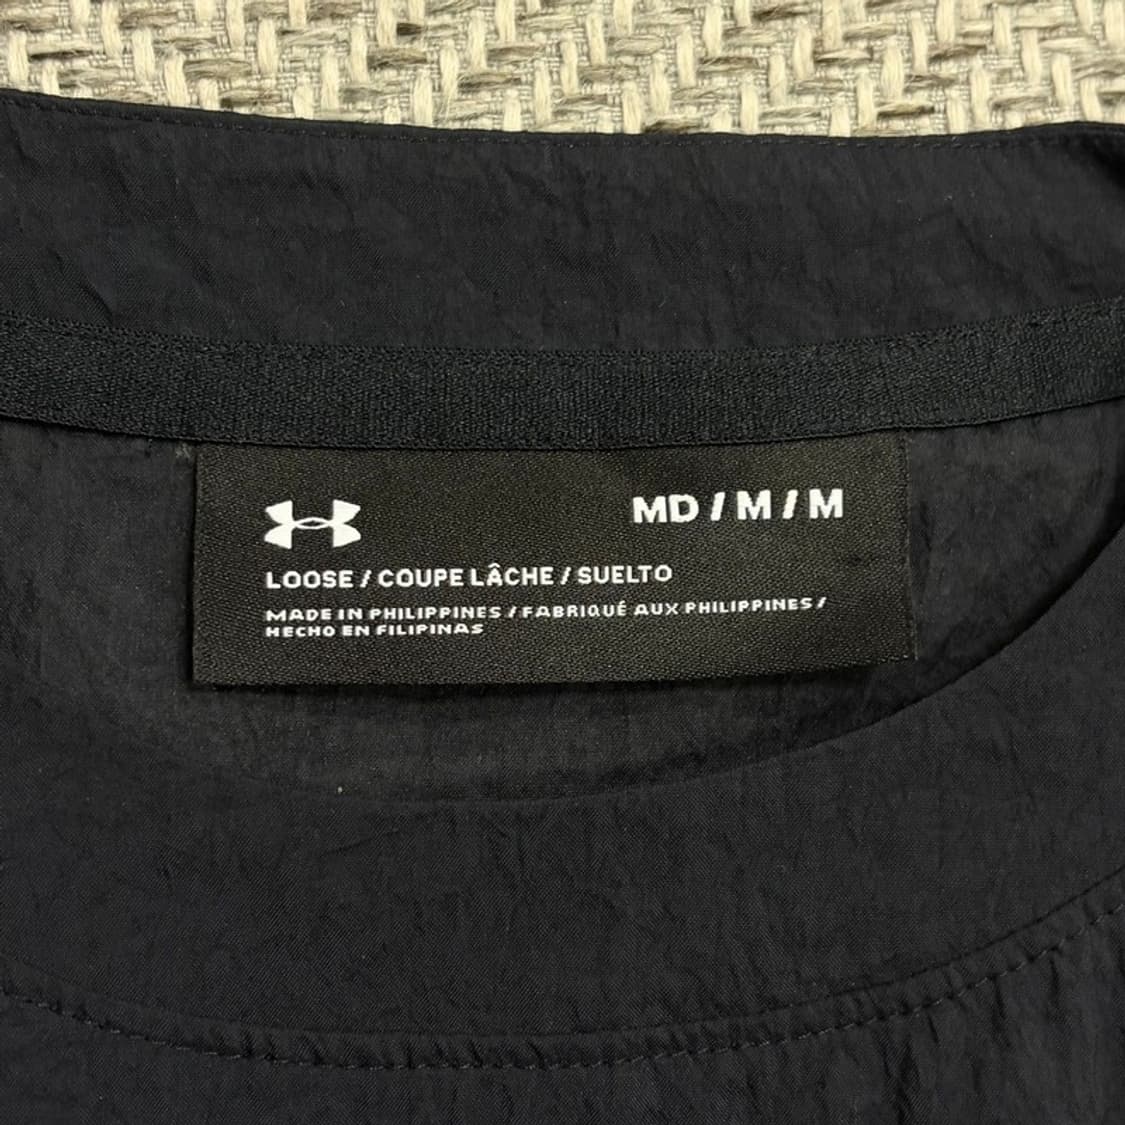 MD / M / M
LOOSE / COUPE LÂCHE / SUELTO
MADE IN PHILIPPINES / FABRIQUÉ AUX PHILIPPINES /
HECHO EN FILIPINAS